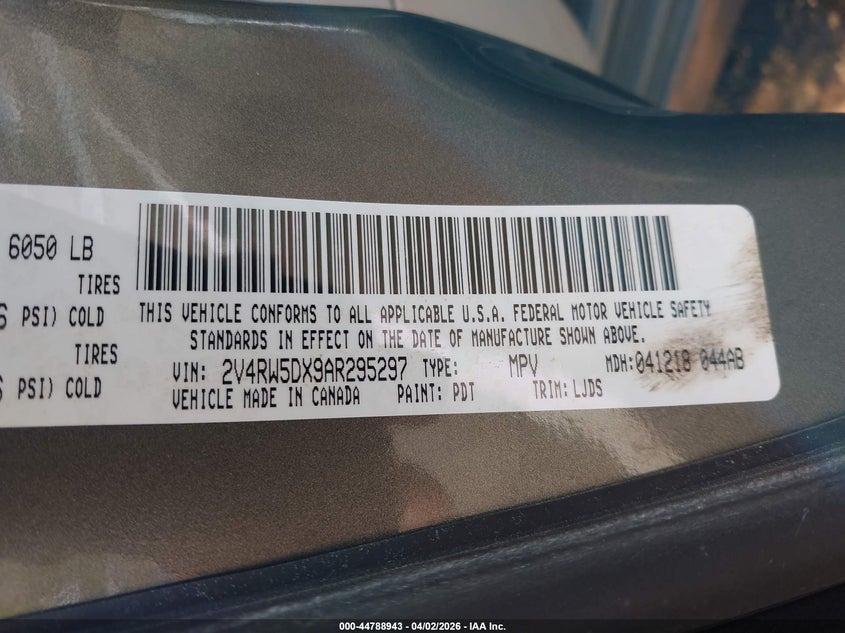 6050 LB
TIRES
PSI) COLD
TIRES
PSI) COLD
THIS VEHICLE CONFORMS TO ALL APPLICABLE U.S.A. FEDERAL MOTOR VEHICLE SAFETY
STANDARDS IN EFFECT ON THE DATE OF MANUFACTURE SHOWN ABOVE.
VIN: 2V4RW5DX9AR295297 TYPE: MPV MDH:041218 044AB
VEHICLE MADE IN CANADA PAINT: PDT TRIM:LJDS
000-44788943 - 04/02/2026 - IAA Inc.